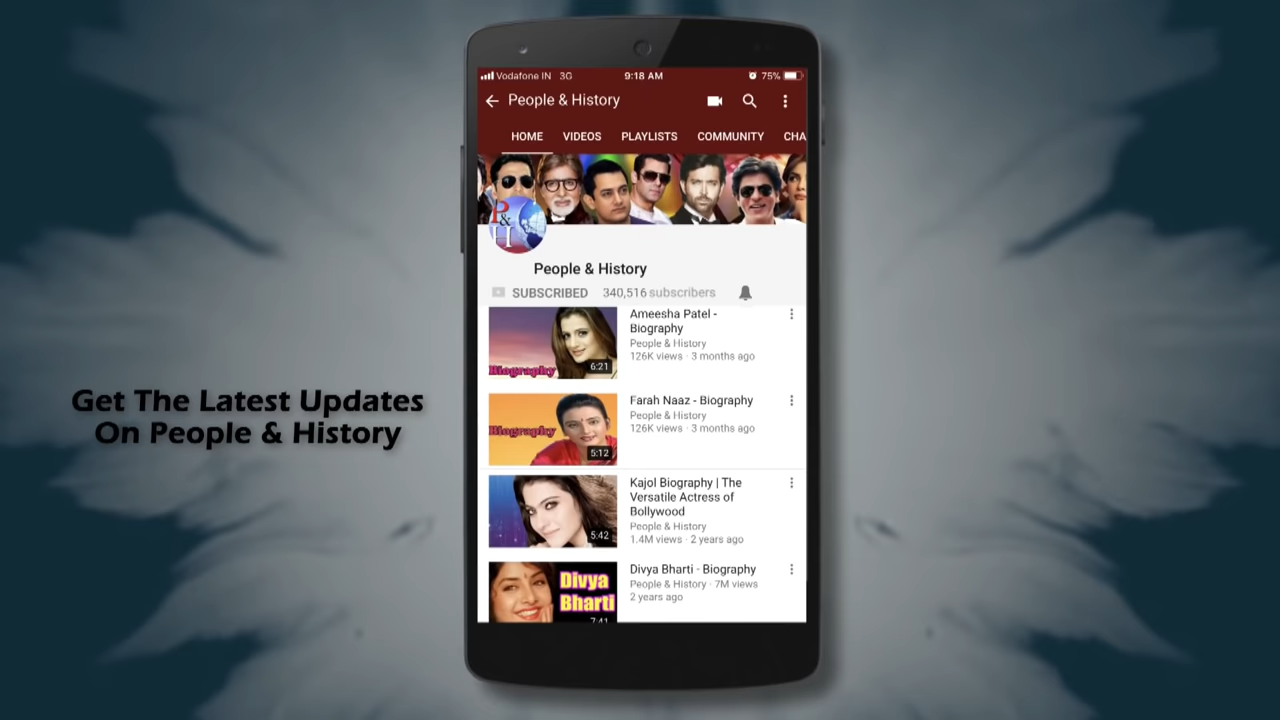 Vodafone IN 3G 9:18 AM 75%
People & History
HOME VIDEOS PLAYLISTS COMMUNITY CHA
P
&
H
People & History
SUBSCRIBED 340,516 subscribers
Ameesha Patel -
Biography
People & History
126K views · 3 months ago
Biography
6:21
Farah Naaz - Biography
People & History
126K views · 3 months ago
Biography
5:12
Kajol Biography | The
Versatile Actress of
Bollywood
People & History
1.4M views · 2 years ago
5:42
Divya Bharti - Biography
People & History · 7M views
2 years ago
Divya
Bharti
7:41
Get The Latest Updates
On People & History